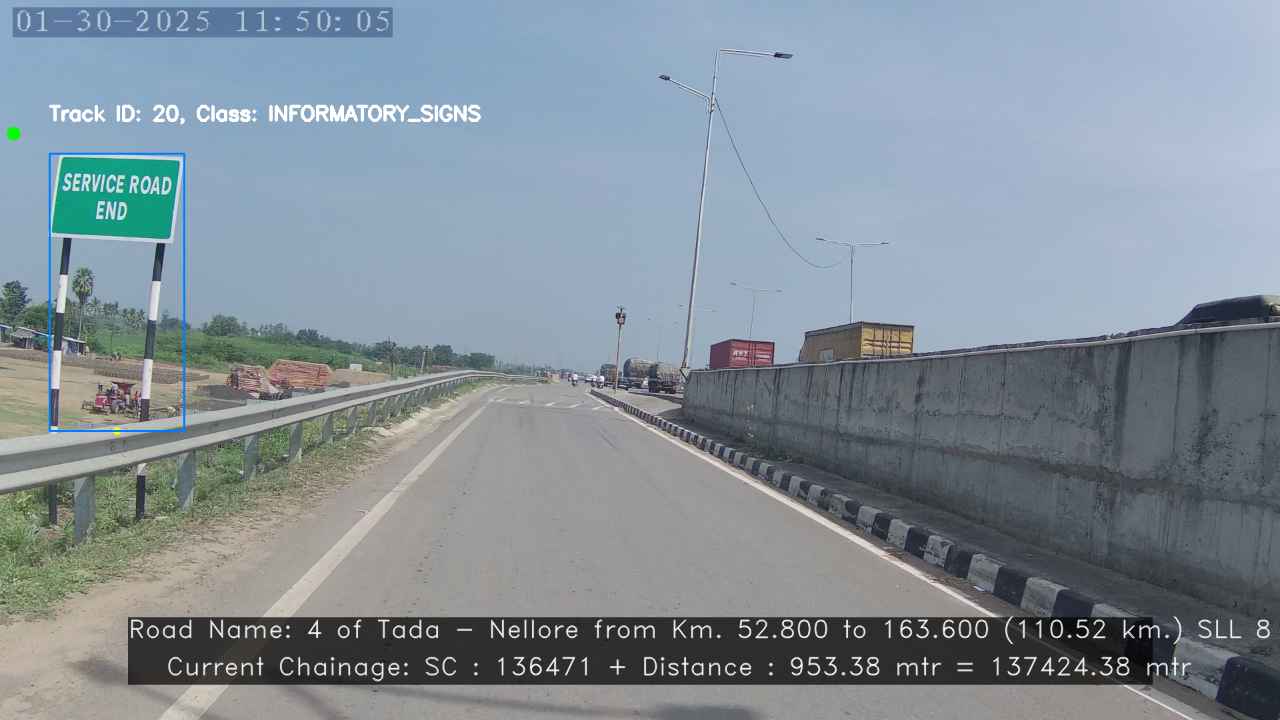 01-30-2025 11:50:05
Track ID: 20, Class: INFORMATORY_SIGNS
SERVICE ROAD
END
Road Name: 4 of Tada - Nellore from Km. 52.800 to 163.600 (110.52 km.) SLL 8
Current Chainage: SC : 136471 + Distance : 953.38 mtr = 137424.38 mtr